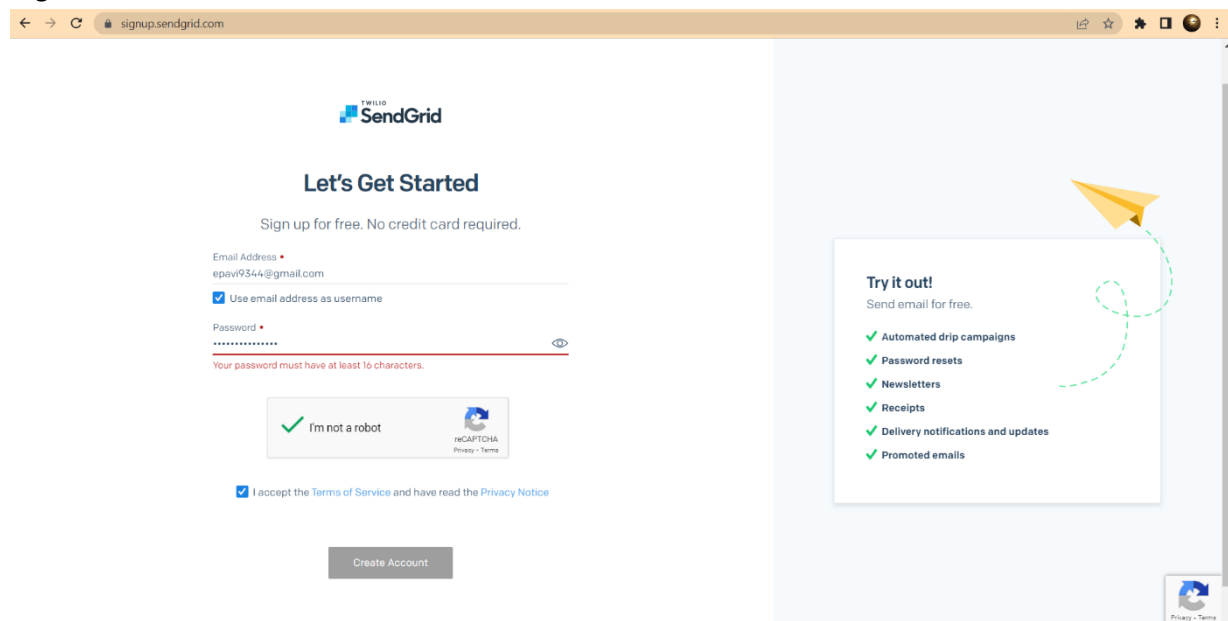 signup.sendgrid.com
TWILIO
SendGrid
Let's Get Started
Sign up for free. No credit card required.
Email Address •
epavi9344@gmail.com
Use email address as username
Password •
•••••••••••••••
Your password must have at least 16 characters.
I'm not a robot
reCAPTCHA
Privacy - Terms
I accept the Terms of Service and have read the Privacy Notice
Create Account
Try it out!
Send email for free.
Automated drip campaigns
Password resets
Newsletters
Receipts
Delivery notifications and updates
Promoted emails
Privacy - Terms